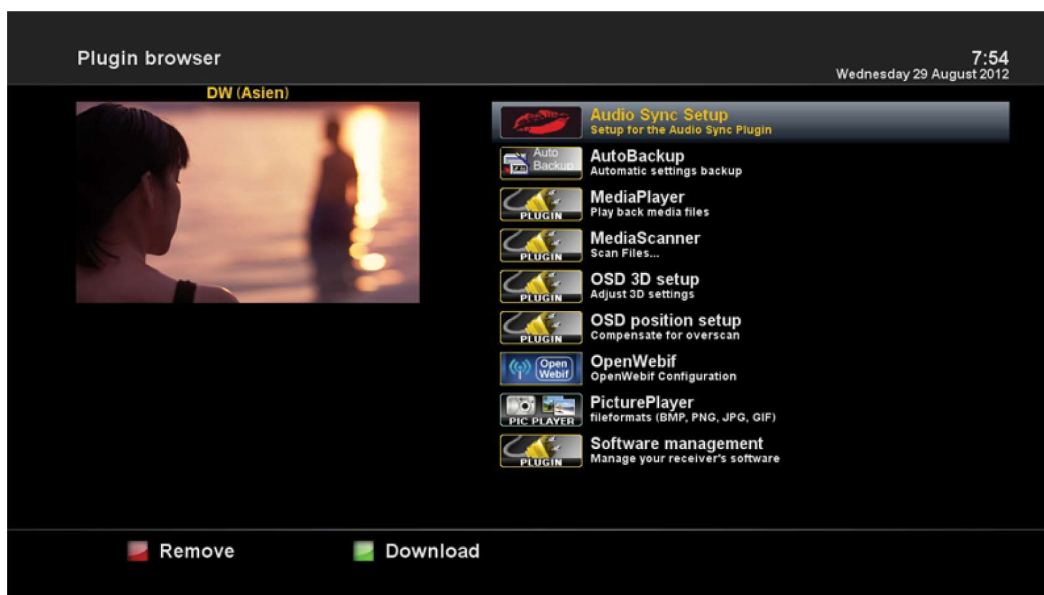 Plugin browser
7:54
Wednesday 29 August 2012
DW (Asien)
Audio Sync Setup
Setup for the Audio Sync Plugin
Auto
Backup
AutoBackup
Automatic settings backup
PLUGIN
MediaPlayer
Play back media files
PLUGIN
MediaScanner
Scan Files...
PLUGIN
OSD 3D setup
Adjust 3D settings
PLUGIN
OSD position setup
Compensate for overscan
Open
Webif
OpenWebif
OpenWebif Configuration
PIC PLAYER
PicturePlayer
fileformats (BMP, PNG, JPG, GIF)
PLUGIN
Software management
Manage your receiver's software
Remove
Download